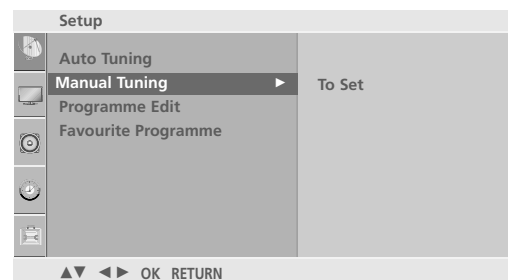 Setup
Auto Tuning
Manual Tuning ► To Set
Programme Edit
Favourite Programme
▲▼ ◄► OK RETURN